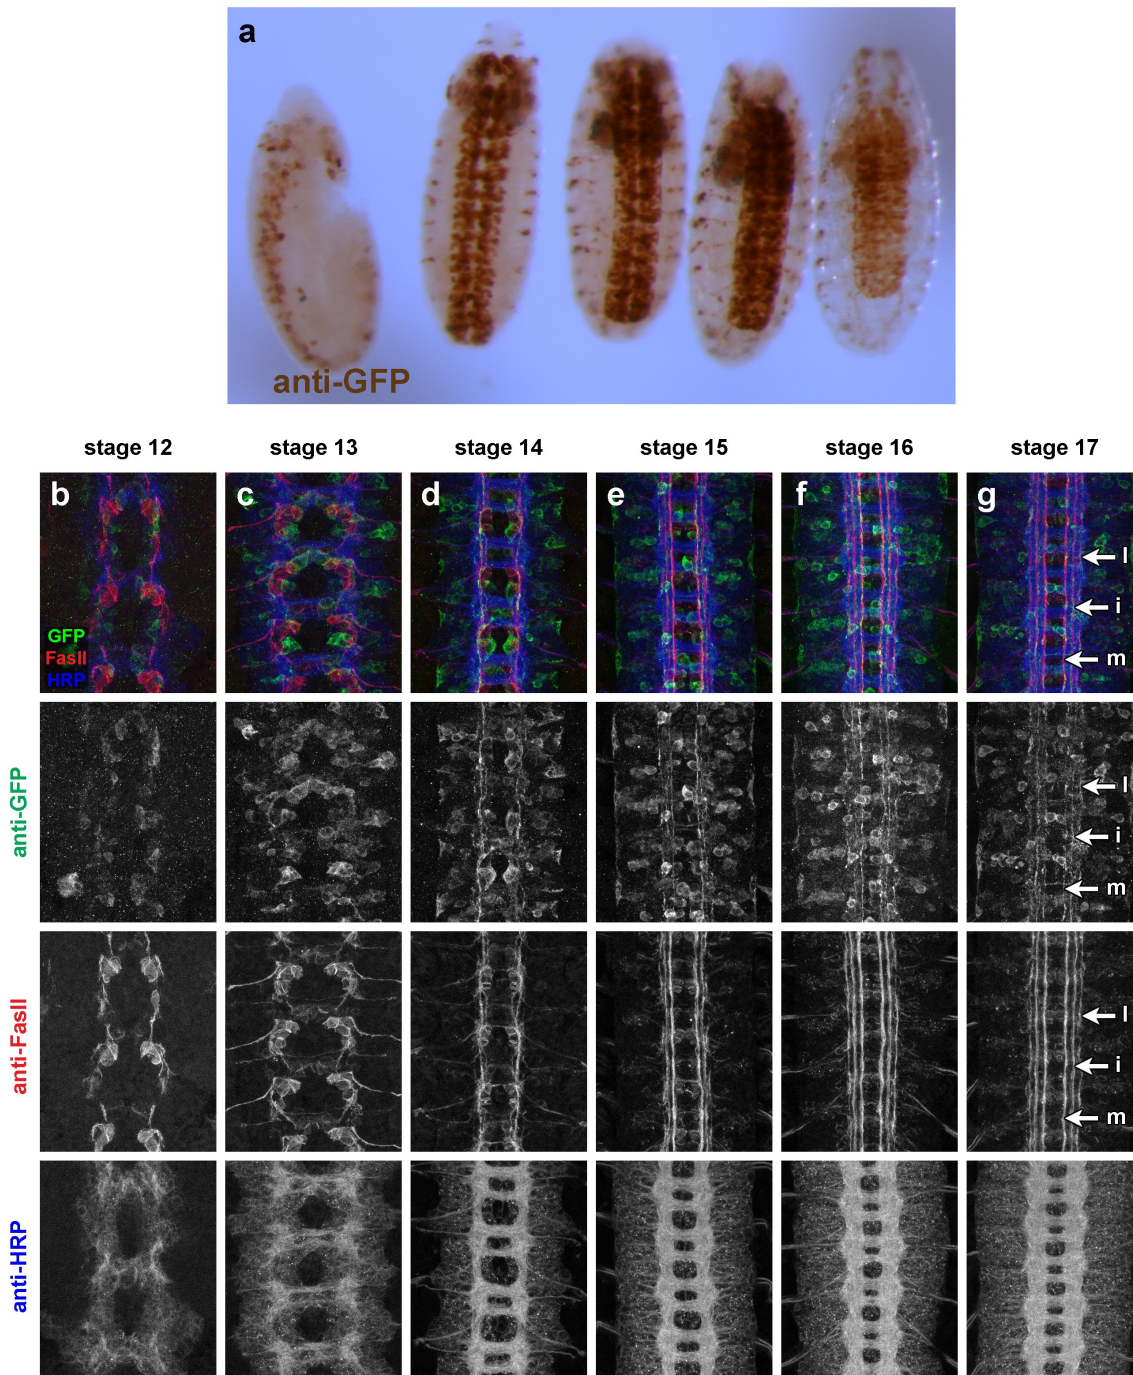 a
anti-GFP
stage 12
stage 13
stage 14
stage 15
stage 16
stage 17
b
c
d
e
f
g
GFP
FasII
HRP
l
i
m
anti-GFP
l
i
m
anti-FasII
l
i
m
anti-HRP